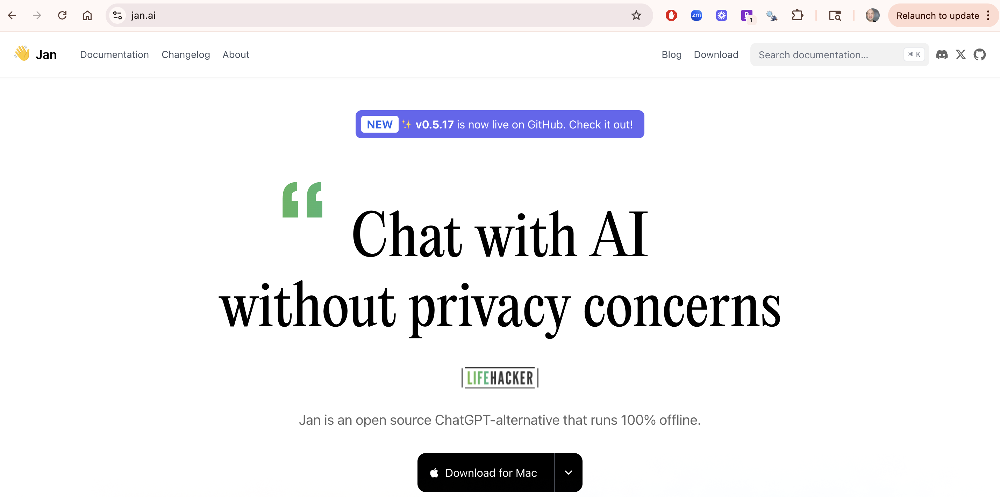 jan.ai
zm
1
Relaunch to update
Jan
Documentation
Changelog
About
Blog
Download
Search documentation...
⌘ K
NEW ✨ v0.5.17 is now live on GitHub. Check it out!
“ Chat with AI
without privacy concerns
LIFEHACKER
Jan is an open source ChatGPT-alternative that runs 100% offline.
Download for Mac